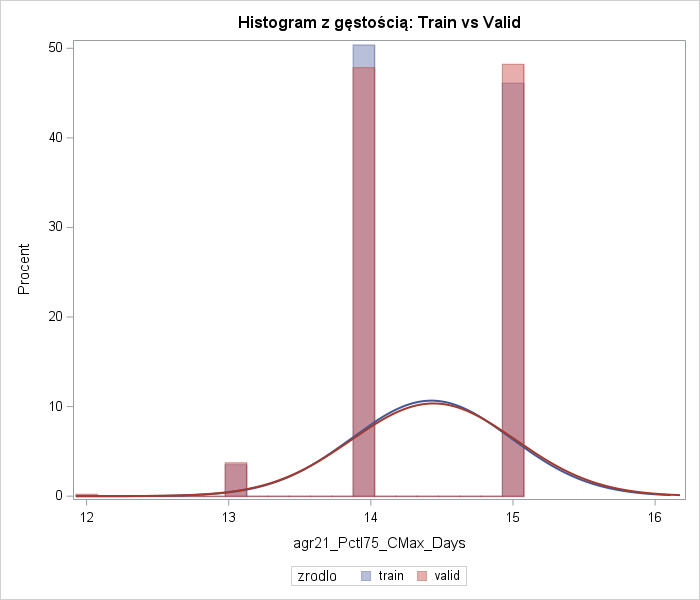 Histogram z gęstością: Train vs Valid
50
40
30
20
10
0
Procent
12 13 14 15 16
agr21_Pctl75_CMax_Days
zrodlo train valid